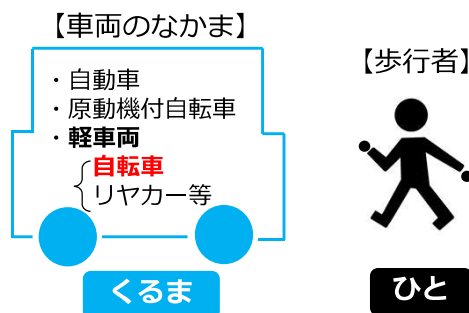 【車両のなかま】
・自動車
・原動機付自転車
・軽車両
自転車
リヤカー等
くるま
【歩行者】
ひと